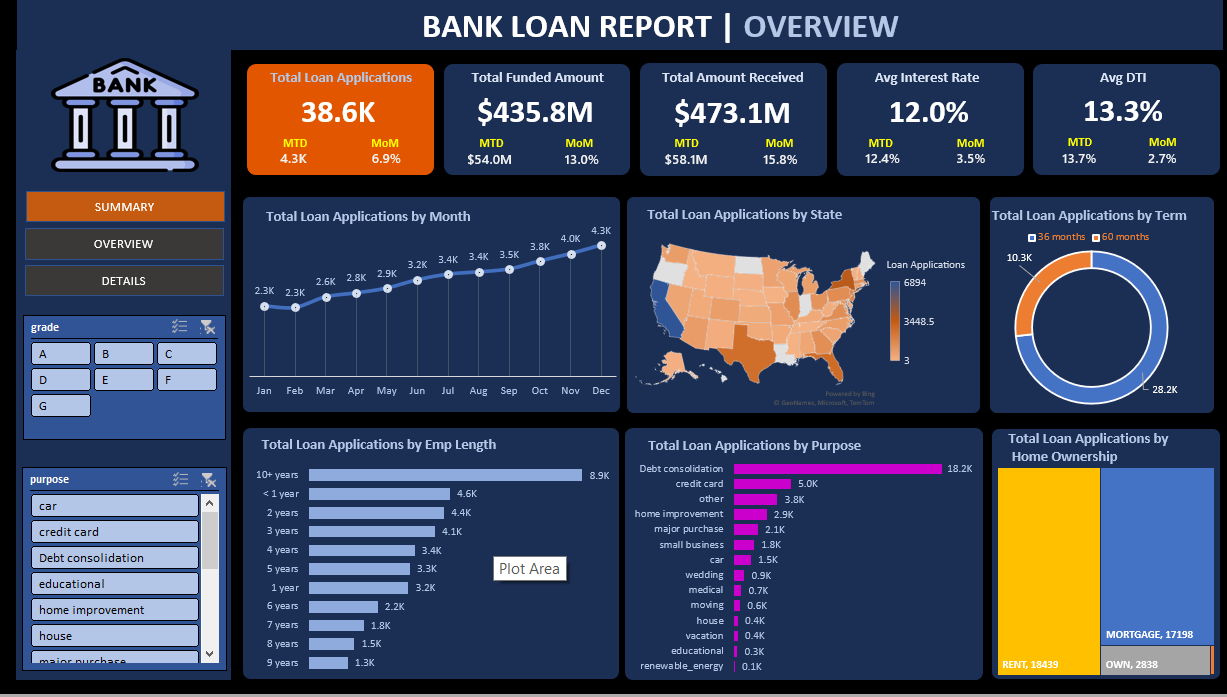 BANK LOAN REPORT | OVERVIEW
BANK
SUMMARY
OVERVIEW
DETAILS
grade
A B C
D E F
G
purpose
car
credit card
Debt consolidation
educational
home improvement
house
major purchase
Total Loan Applications
38.6K
MTD MoM
4.3K 6.9%
Total Funded Amount
$435.8M
MTD MoM
$54.0M 13.0%
Total Amount Received
$473.1M
MTD MoM
$58.1M 15.8%
Avg Interest Rate
12.0%
MTD MoM
12.4% 3.5%
Avg DTI
13.3%
MTD MoM
13.7% 2.7%
Total Loan Applications by Month
2.3K 2.3K 2.6K 2.8K 2.9K 3.2K 3.4K 3.4K 3.5K 3.8K 4.0K 4.3K
Jan Feb Mar Apr May Jun Jul Aug Sep Oct Nov Dec
Total Loan Applications by State
Loan Applications
6894
3448.5
3
Powered by Bing
© GeoNames, Microsoft, TomTom
Total Loan Applications by Term
36 months 60 months
10.3K
28.2K
Total Loan Applications by Emp Length
10+ years 8.9K
< 1 year 4.6K
2 years 4.4K
3 years 4.1K
4 years 3.4K
5 years 3.3K
1 year 3.2K
6 years 2.2K
7 years 1.8K
8 years 1.5K
9 years 1.3K
Plot Area
Total Loan Applications by Purpose
Debt consolidation 18.2K
credit card 5.0K
other 3.8K
home improvement 2.9K
major purchase 2.1K
small business 1.8K
car 1.5K
wedding 0.9K
medical 0.7K
moving 0.6K
house 0.4K
vacation 0.4K
educational 0.3K
renewable_energy 0.1K
Total Loan Applications by
Home Ownership
MORTGAGE, 17198
RENT, 18439
OWN, 2838